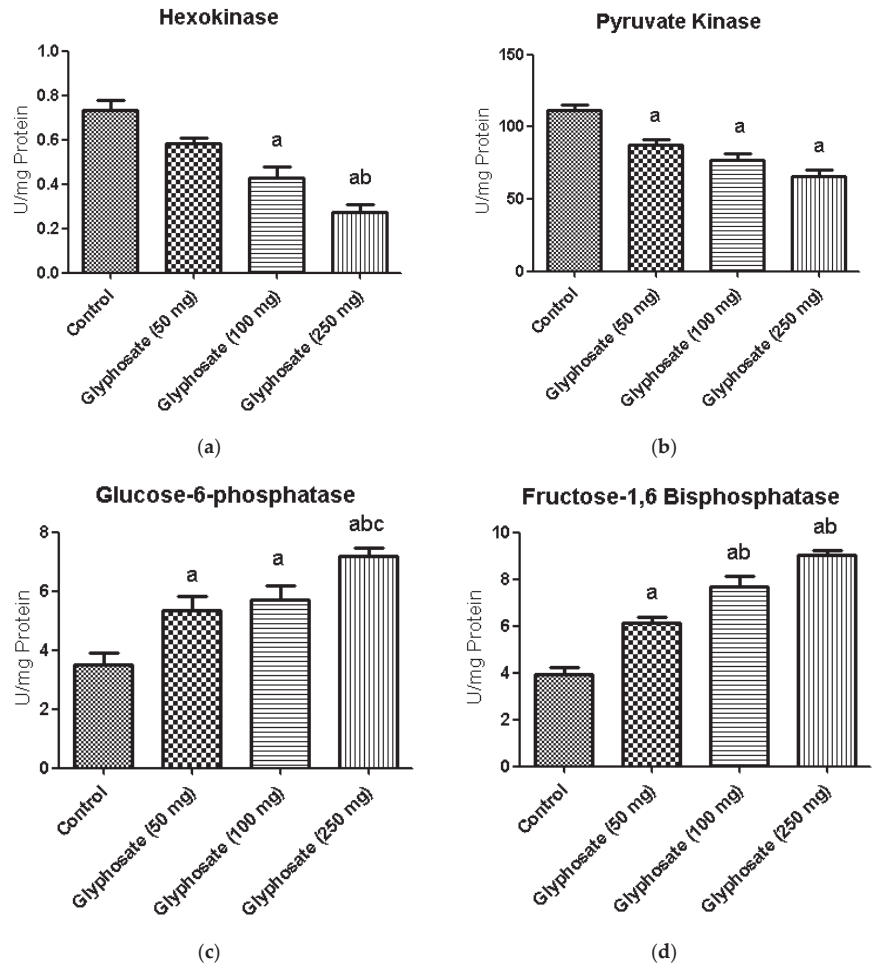 Hexokinase
U/mg Protein
1.0
0.8
0.6
0.4
0.2
0.0
a
ab
Control
Glyphosate (50 mg)
Glyphosate (100 mg)
Glyphosate (250 mg)
(a)
Pyruvate Kinase
U/mg Protein
150
100
50
0
a
a
a
Control
Glyphosate (50 mg)
Glyphosate (100 mg)
Glyphosate (250 mg)
(b)
Glucose-6-phosphatase
U/mg Protein
8
6
4
2
0
a
a
abc
Control
Glyphosate (50 mg)
Glyphosate (100 mg)
Glyphosate (250 mg)
(c)
Fructose-1,6 Bisphosphatase
U/mg Protein
10
8
6
4
2
0
a
ab
ab
Control
Glyphosate (50 mg)
Glyphosate (100 mg)
Glyphosate (250 mg)
(d)